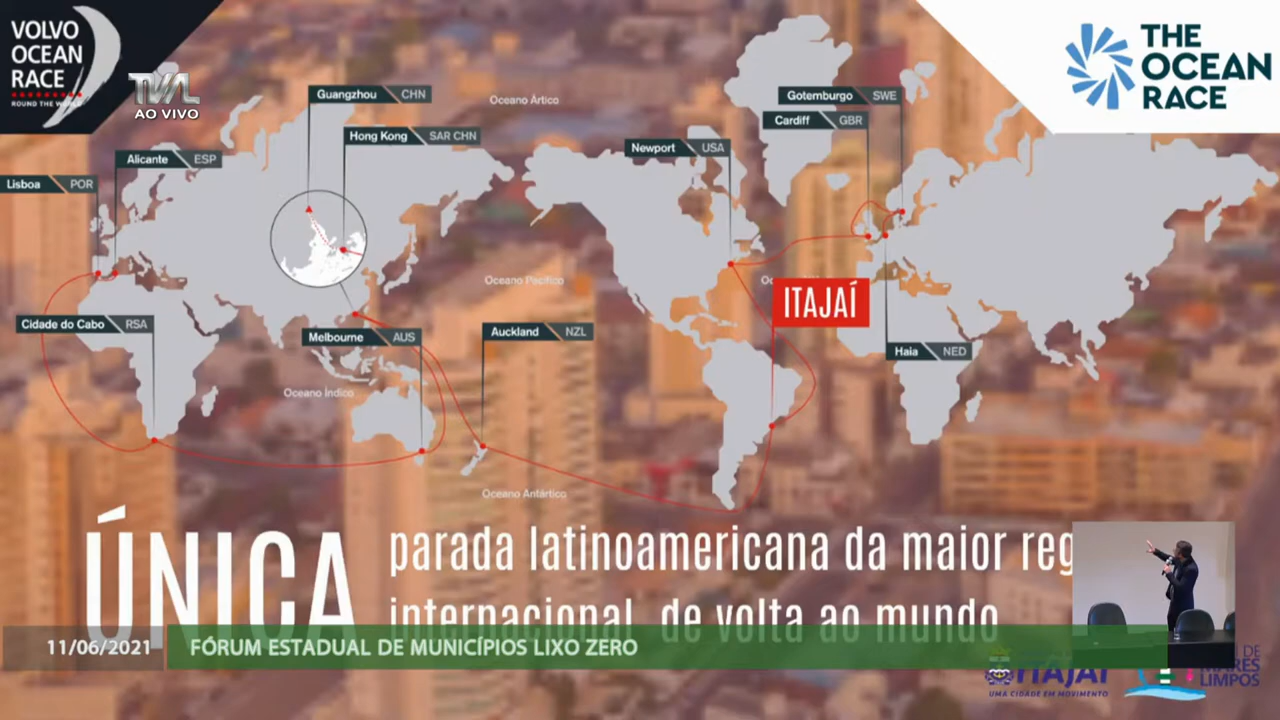 VOLVO
OCEAN
RACE
ROUND THE WORLD
TVAL
AO VIVO
THE
OCEAN
RACE
Guangzhou CHN
Oceano Ártico
Gotemburgo SWE
Cardiff GBR
Hong Kong SAR CHN
Newport USA
Alicante ESP
Lisboa POR
Oceano Pacífico
ITAJAÍ
Cidade do Cabo RSA
Melbourne AUS
Auckland NZL
Haia NED
Oceano Índico
Oceano Antártico
ÚNICA
parada latinoamericana da maior reg
internacional de volta ao mundo
11/06/2021
FÓRUM ESTADUAL DE MUNICÍPIOS LIXO ZERO
ITAJAÍ
UMA CIDADE EM MOVIMENTO
DE
MARES
LIMPOS